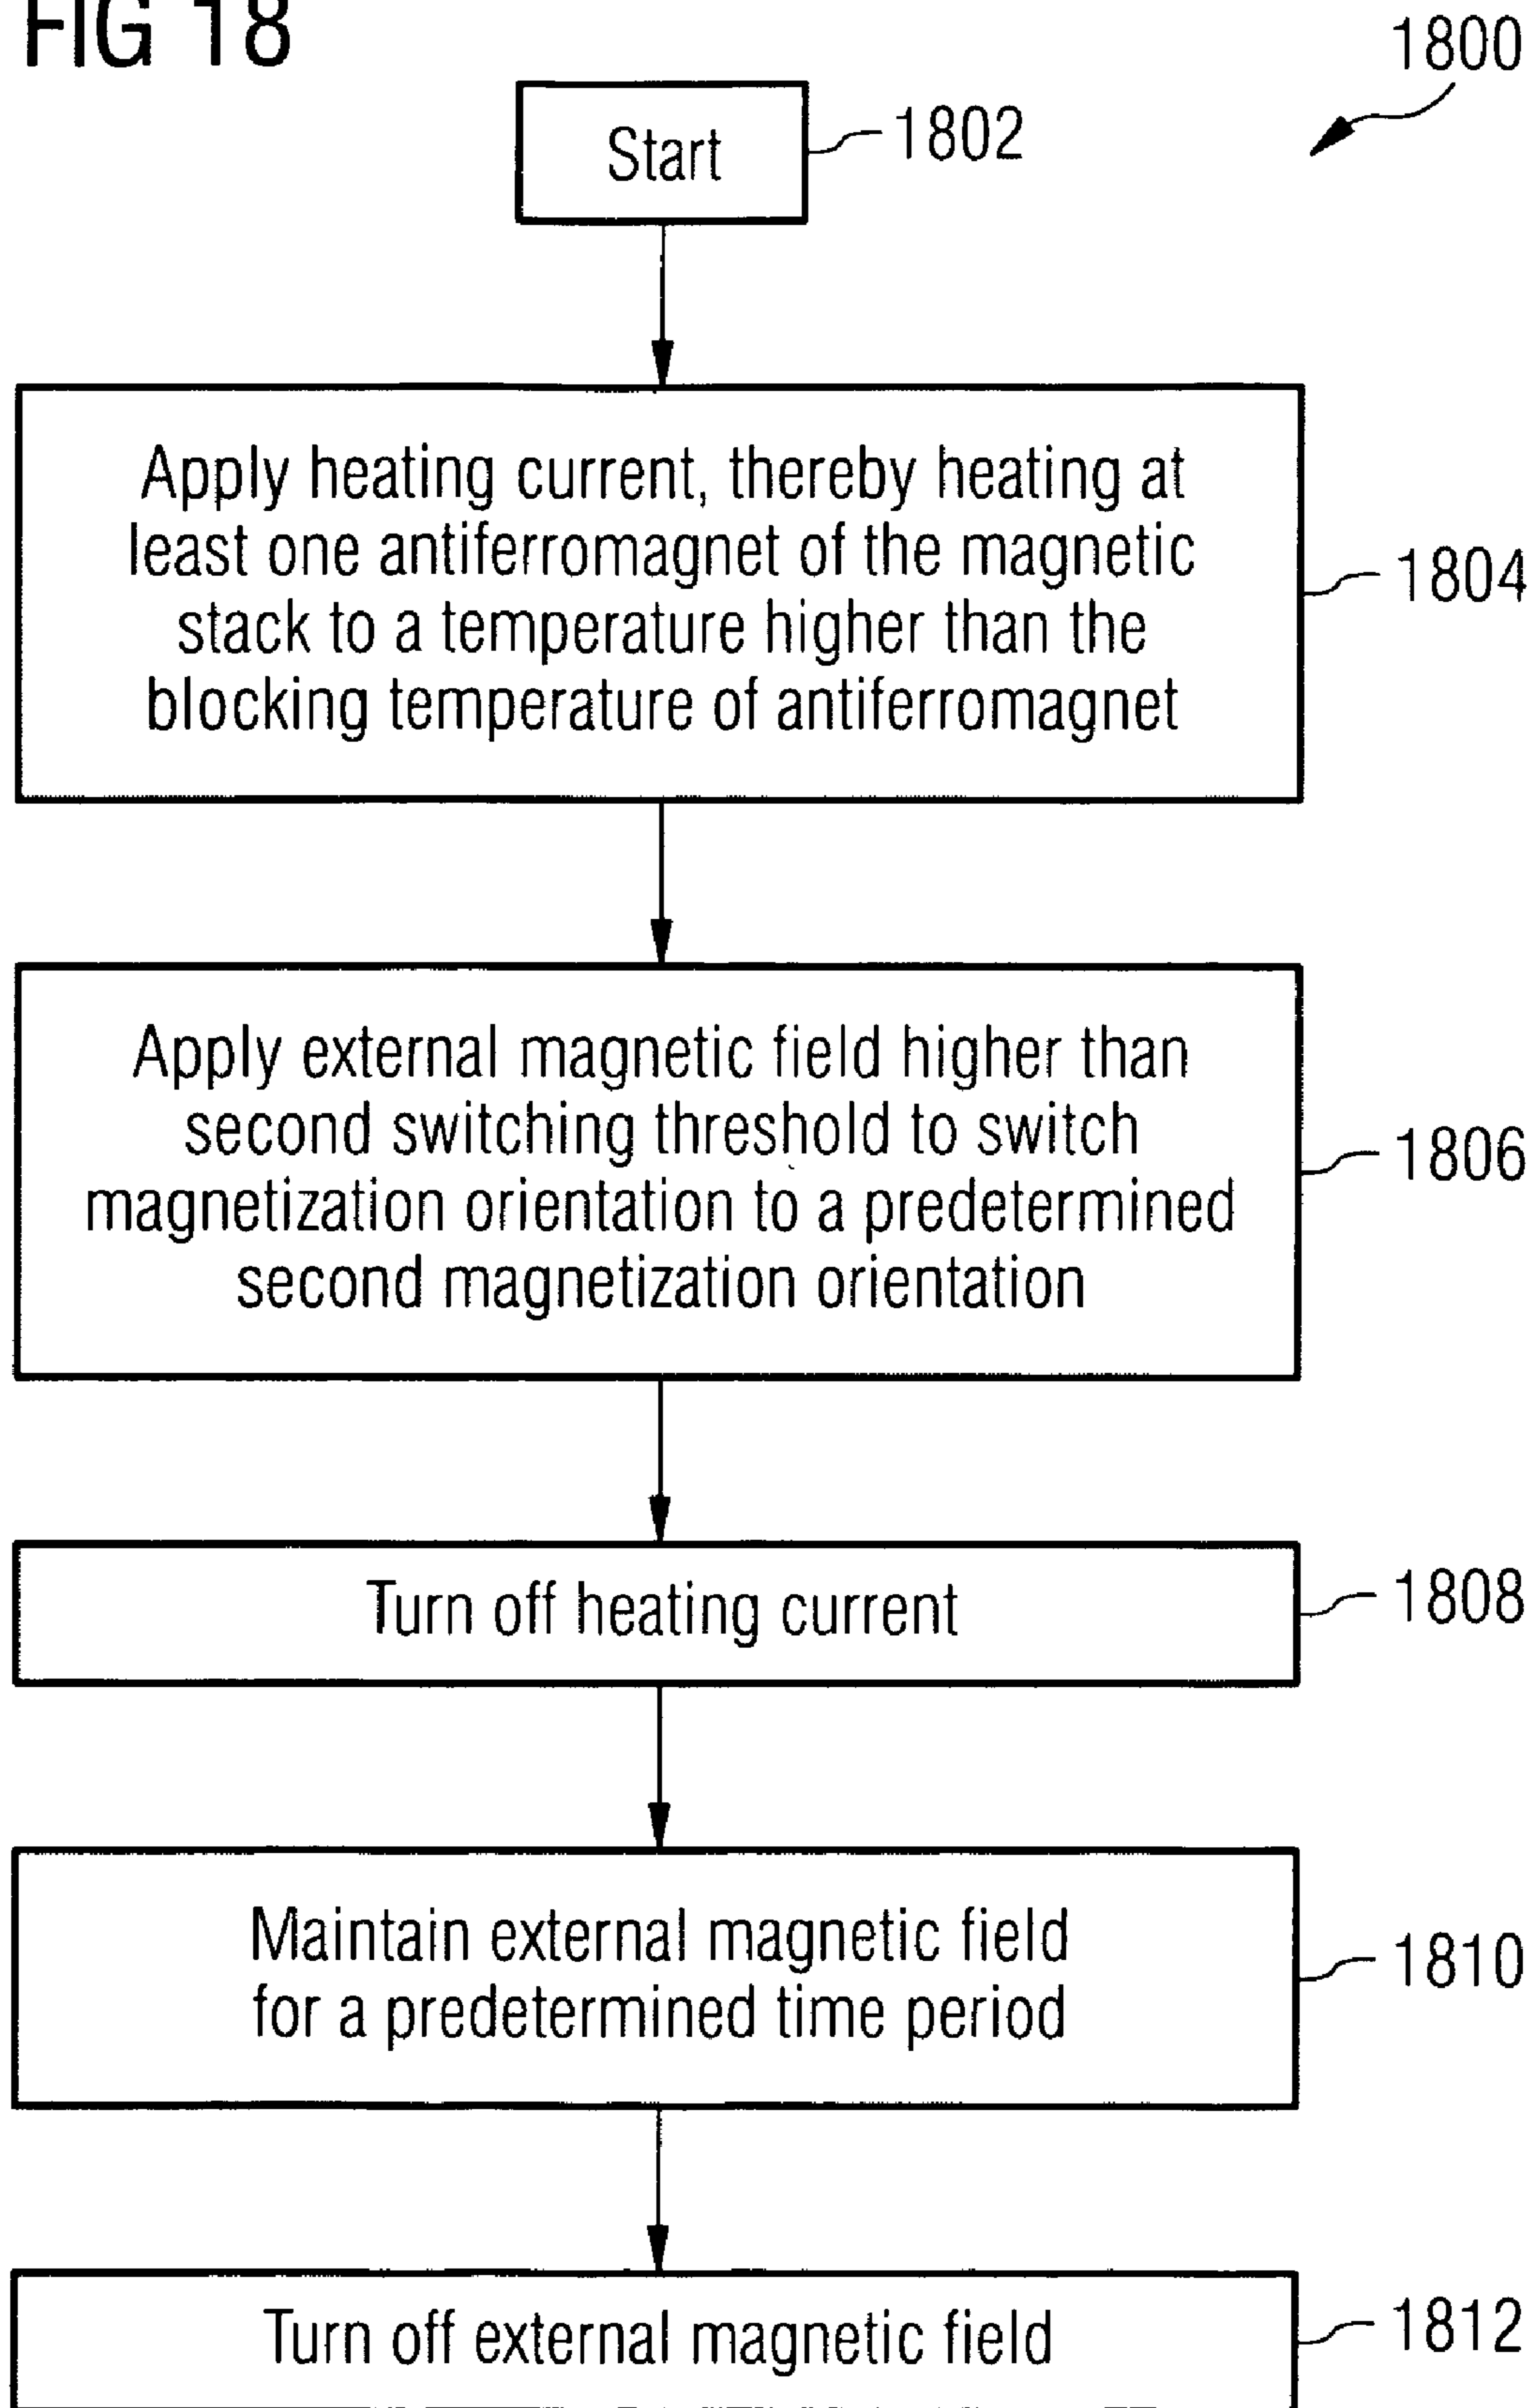 FIG 18
1800
Start
1802
Apply heating current, thereby heating at
least one antiferromagnet of the magnetic
stack to a temperature higher than the
blocking temperature of antiferromagnet
1804
Apply external magnetic field higher than
second switching threshold to switch
magnetization orientation to a predetermined
second magnetization orientation
1806
Turn off heating current
1808
Maintain external magnetic field
for a predetermined time period
1810
Turn off external magnetic field
1812